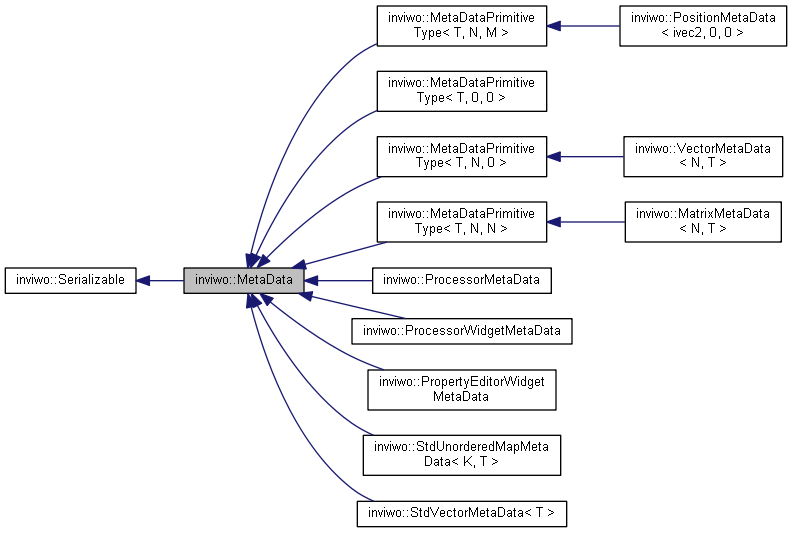 inviwo::MetaDataPrimitive
Type< T, N, M >
inviwo::PositionMetaData
< ivec2, 0, 0 >
inviwo::MetaDataPrimitive
Type< T, 0, 0 >
inviwo::MetaDataPrimitive
Type< T, N, 0 >
inviwo::VectorMetaData
< N, T >
inviwo::MetaDataPrimitive
Type< T, N, N >
inviwo::MatrixMetaData
< N, T >
inviwo::Serializable
inviwo::MetaData
inviwo::ProcessorMetaData
inviwo::ProcessorWidgetMetaData
inviwo::PropertyEditorWidget
MetaData
inviwo::StdUnorderedMapMeta
Data< K, T >
inviwo::StdVectorMetaData< T >